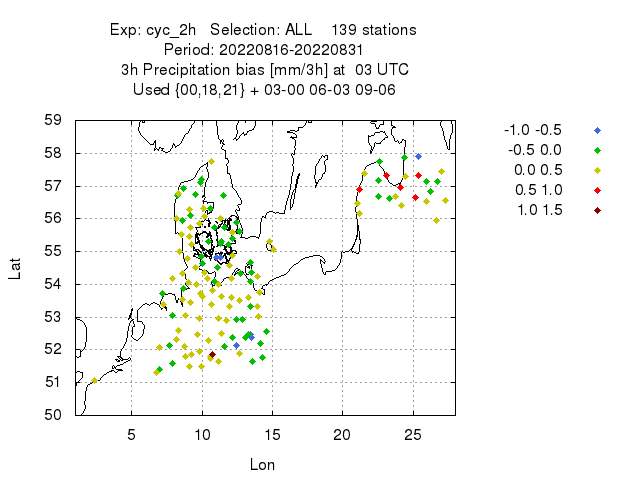 Exp: cyc_2h   Selection: ALL    139 stations
Period: 20220816-20220831
3h Precipitation bias [mm/3h] at  03 UTC
Used {00,18,21} + 03-00 06-03 09-06
59
58
57
56
55
54
53
52
51
50
Lat
5 10 15 20 25
Lon
-1.0 -0.5
-0.5 0.0
0.0 0.5
0.5 1.0
1.0 1.5